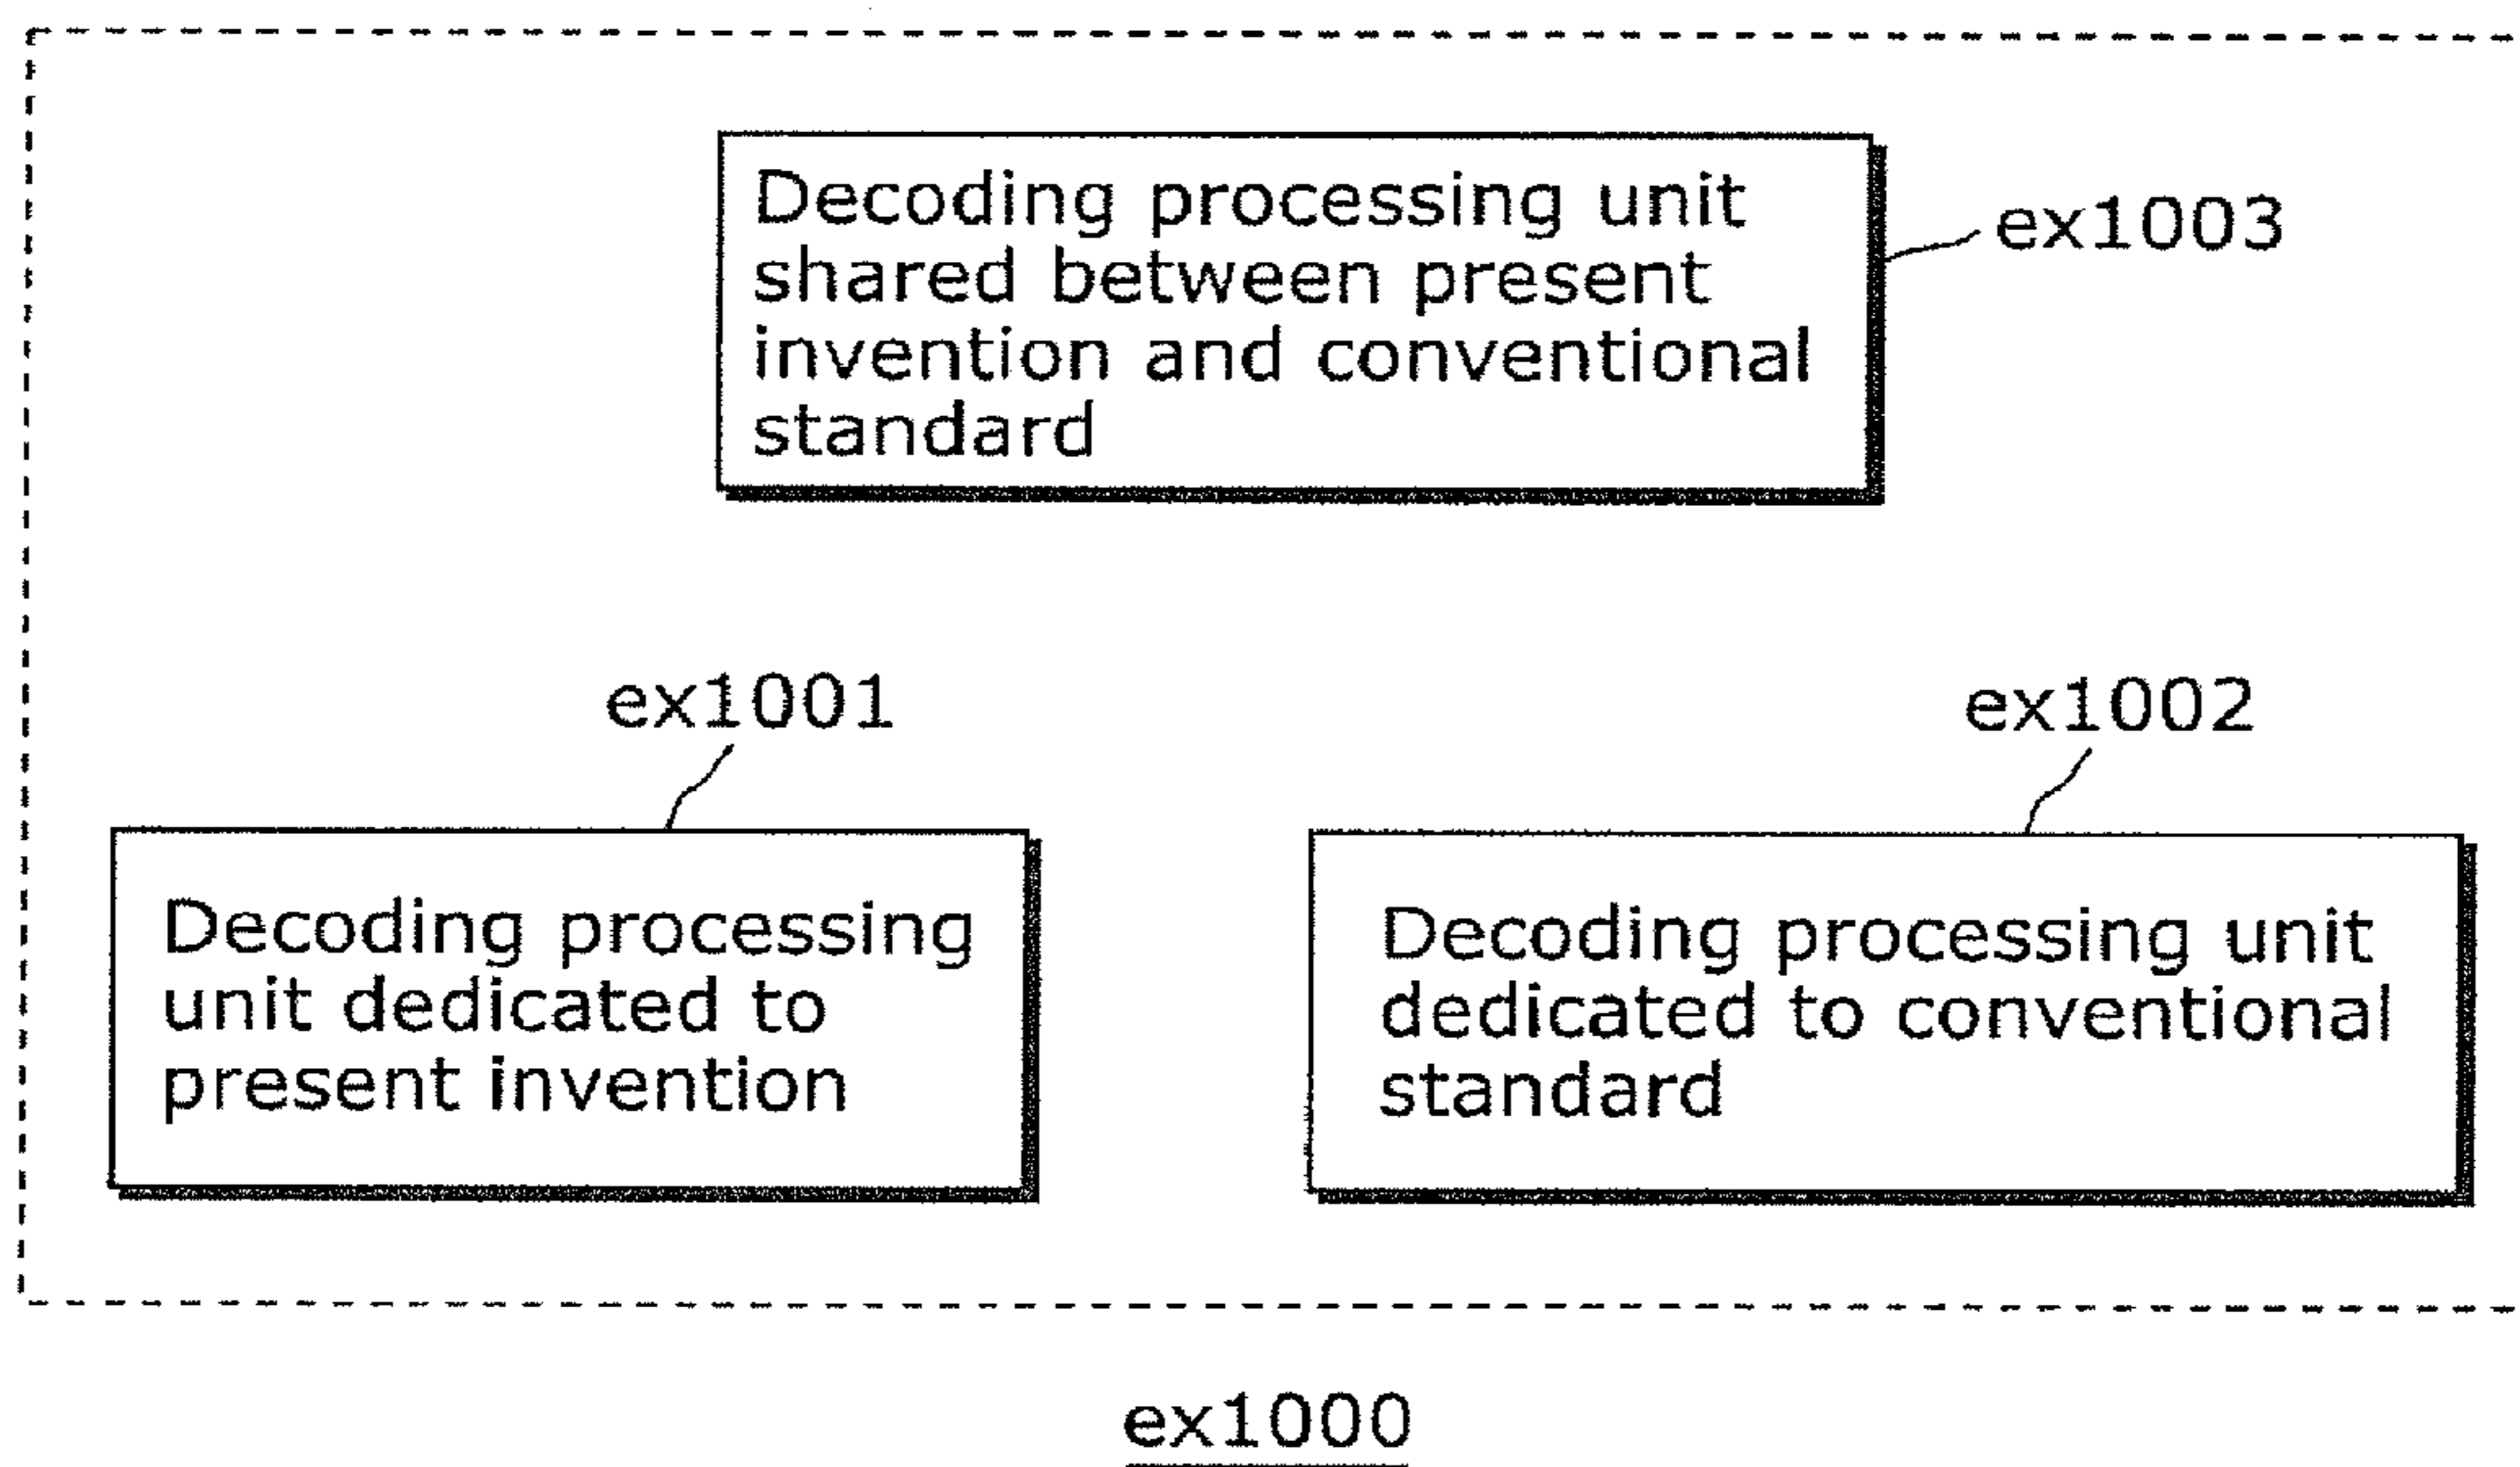 Decoding processing unit
shared between present
invention and conventional
standard
ex1003
ex1001
ex1002
Decoding processing
unit dedicated to
present invention
Decoding processing unit
dedicated to conventional
standard
ex1000